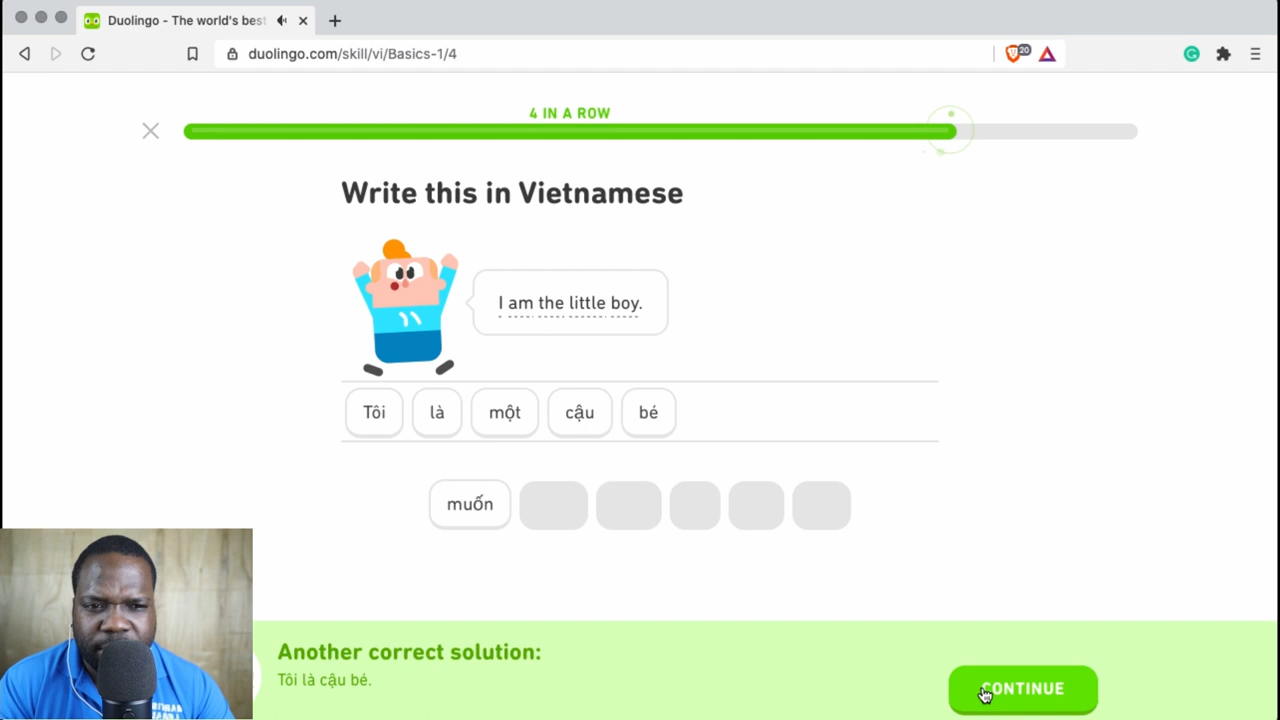 Duolingo - The world's best
duolingo.com/skill/vi/Basics-1/4
20
4 IN A ROW
Write this in Vietnamese
I am the little boy.
Tôi là một cậu bé
muốn
Another correct solution:
Tôi là cậu bé.
CONTINUE